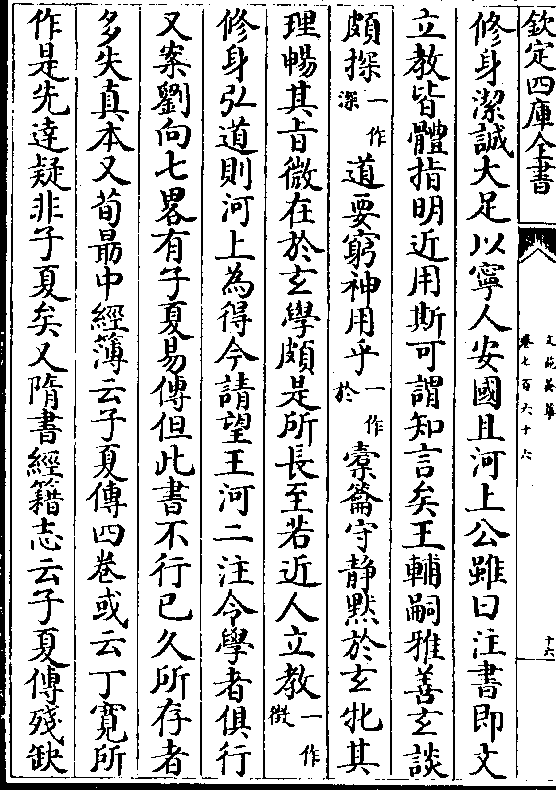 欽定四庫全書
文苑英華
卷七百六十六
十六
修身潔誠大足以寧人安國且河上公雖曰注書即文
立教皆體指明近用斯可謂知言矣王輔嗣雅善玄談
頗探一作深道要窮神用乎一作於橐籥守静黙於玄牝其
理暢其旨微在於玄學頗是所長至若近人立教一作徴
修身弘道則河上為得今請望王河二注令學者俱行
又案劉向七畧有子夏易傳但此書不行已久所存者
多失真本又荀朂中經簿云子夏傳四卷或云丁寛所
作是先達疑非子夏矣又隋書經籍志云子夏傳殘缺